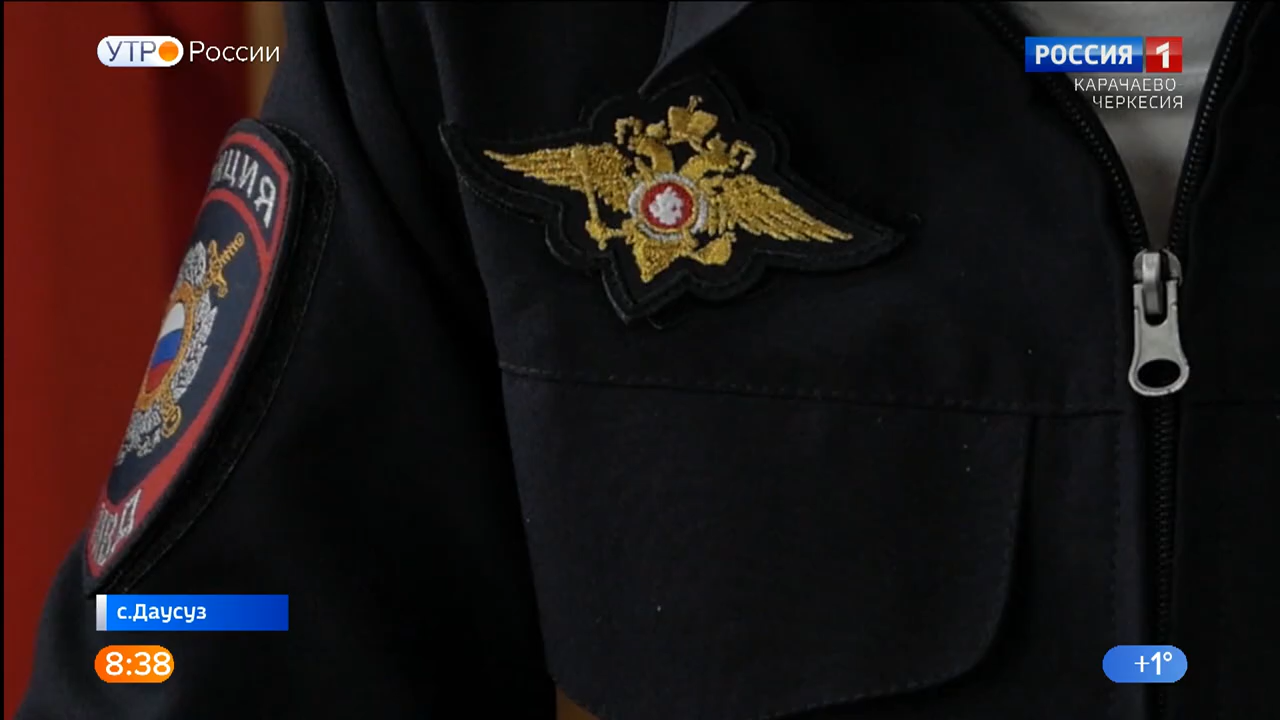 УТРО России
РОССИЯ 1
КАРАЧАЕВО-
ЧЕРКЕСИЯ
с.Даусуз
8:38
+1°